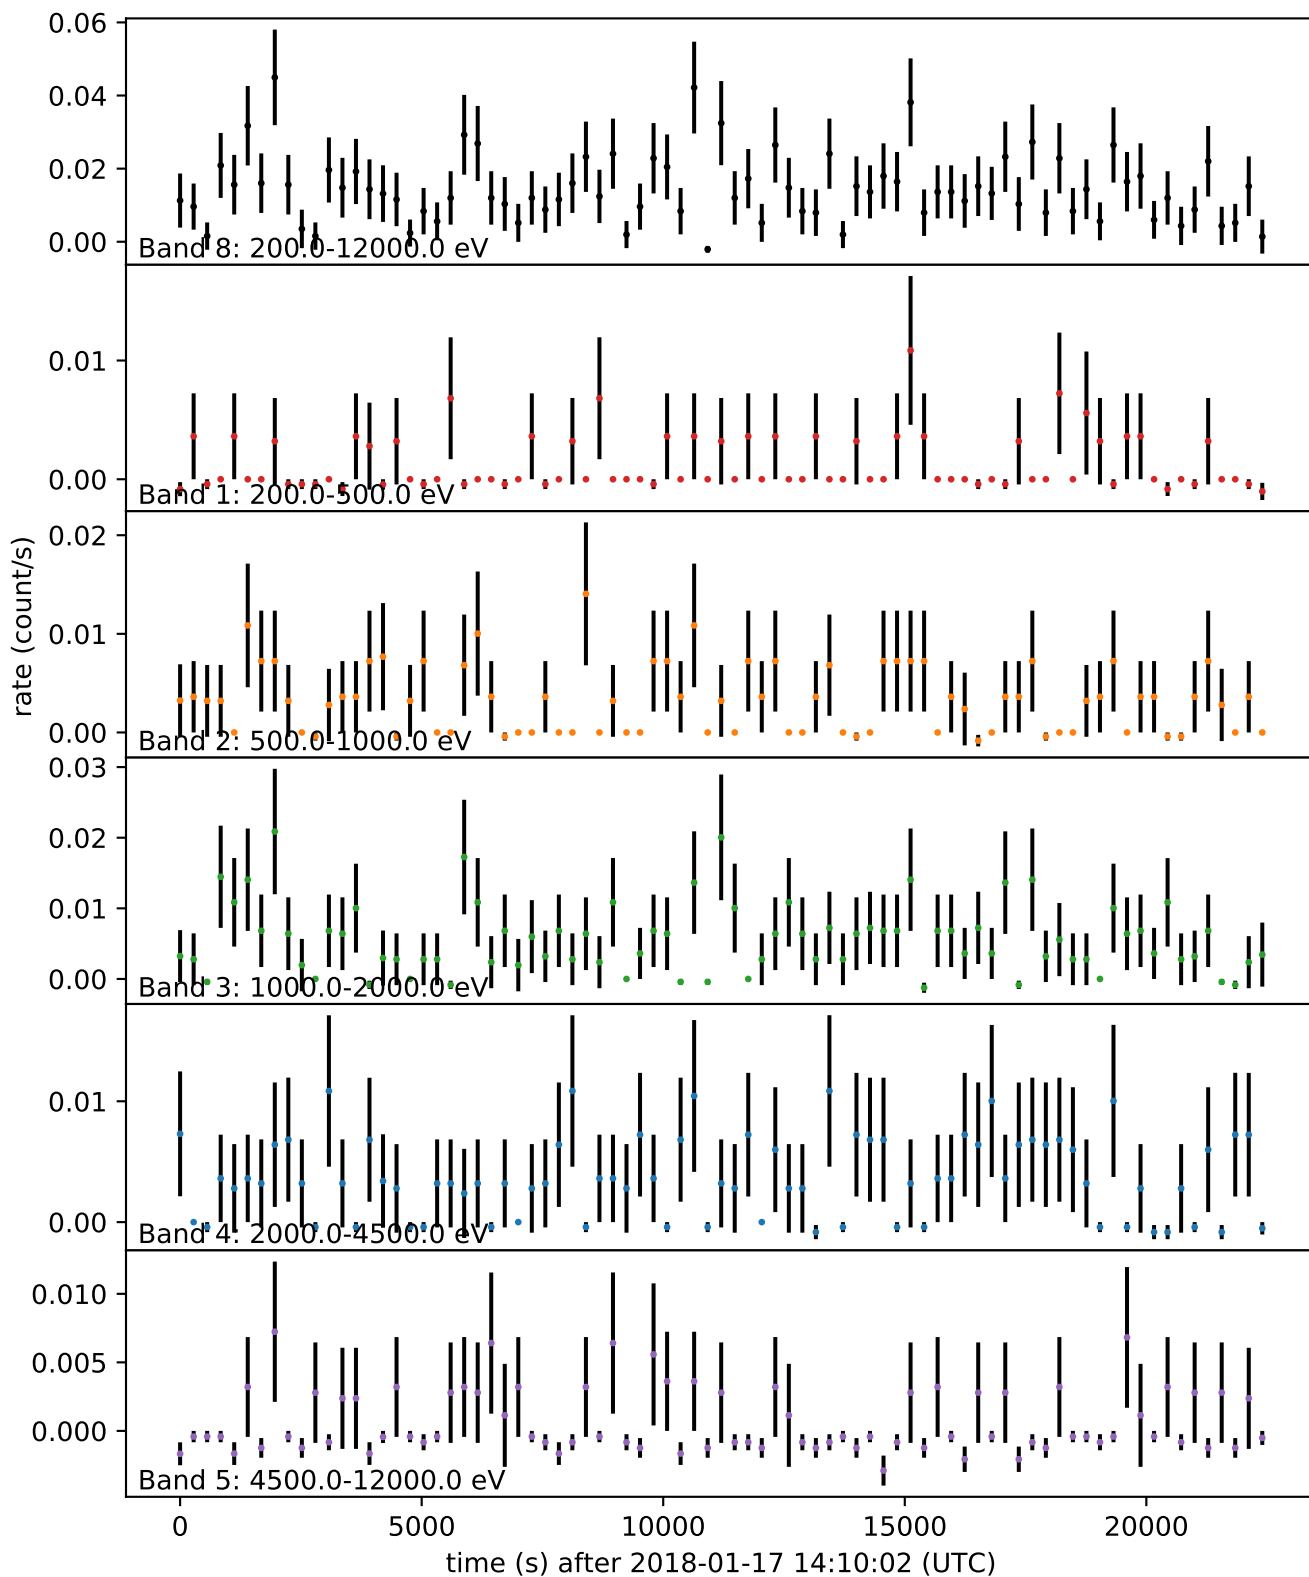 0.06
0.04
0.02
0.00
Band 8: 200.0-12000.0 eV
0.01
0.00
Band 1: 200.0-500.0 eV
0.02
0.01
0.00
Band 2: 500.0-1000.0 eV
rate (count/s)
0.03
0.02
0.01
0.00
Band 3: 1000.0-2000.0 eV
0.01
0.00
Band 4: 2000.0-4500.0 eV
0.010
0.005
0.000
Band 5: 4500.0-12000.0 eV
0 5000 10000 15000 20000
time (s) after 2018-01-17 14:10:02 (UTC)